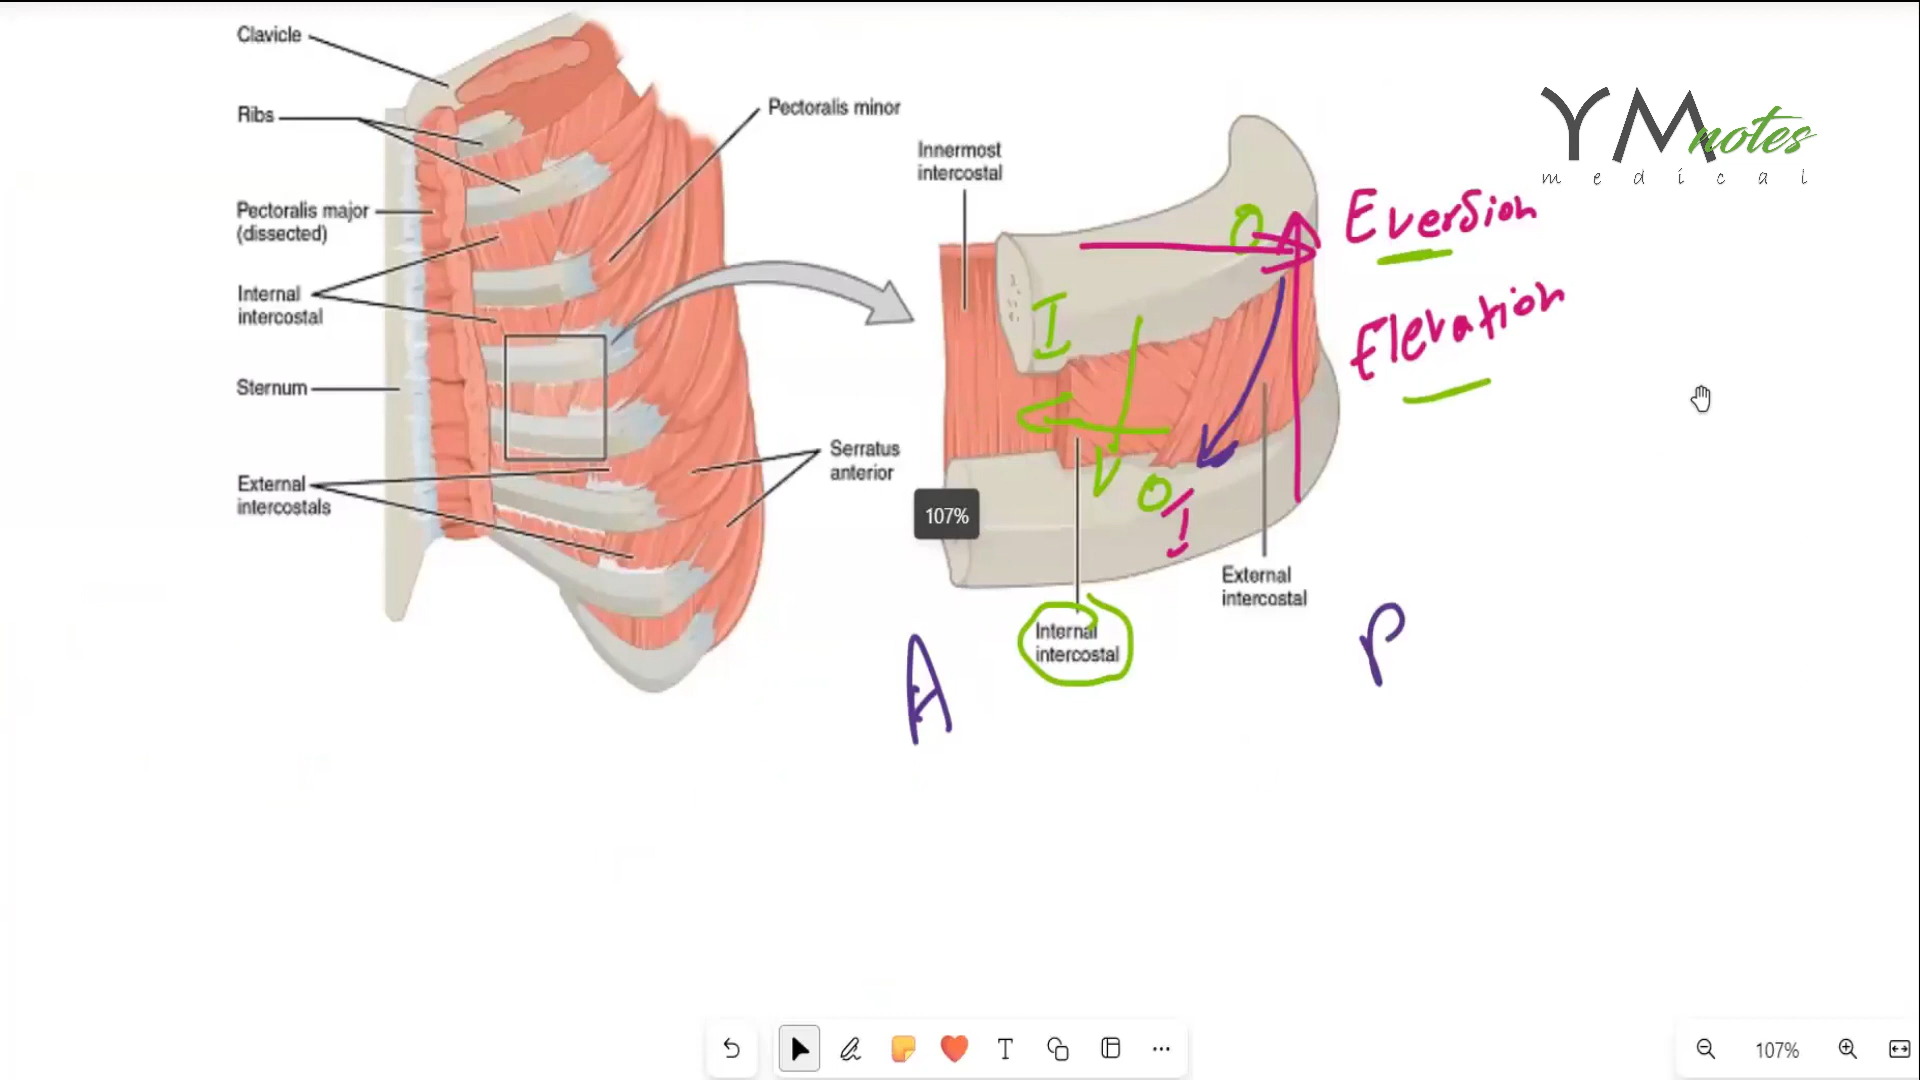 Clavicle
Ribs
Pectoralis minor
Pectoralis major
(dissected)
Internal
intercostal
Sternum
External
intercostals
Serratus
anterior
Innermost
intercostal
YM notes
medical
Eversion
Elevation
O
I
O/I
107%
Internal
intercostal
External
intercostal
A
P
T
107%